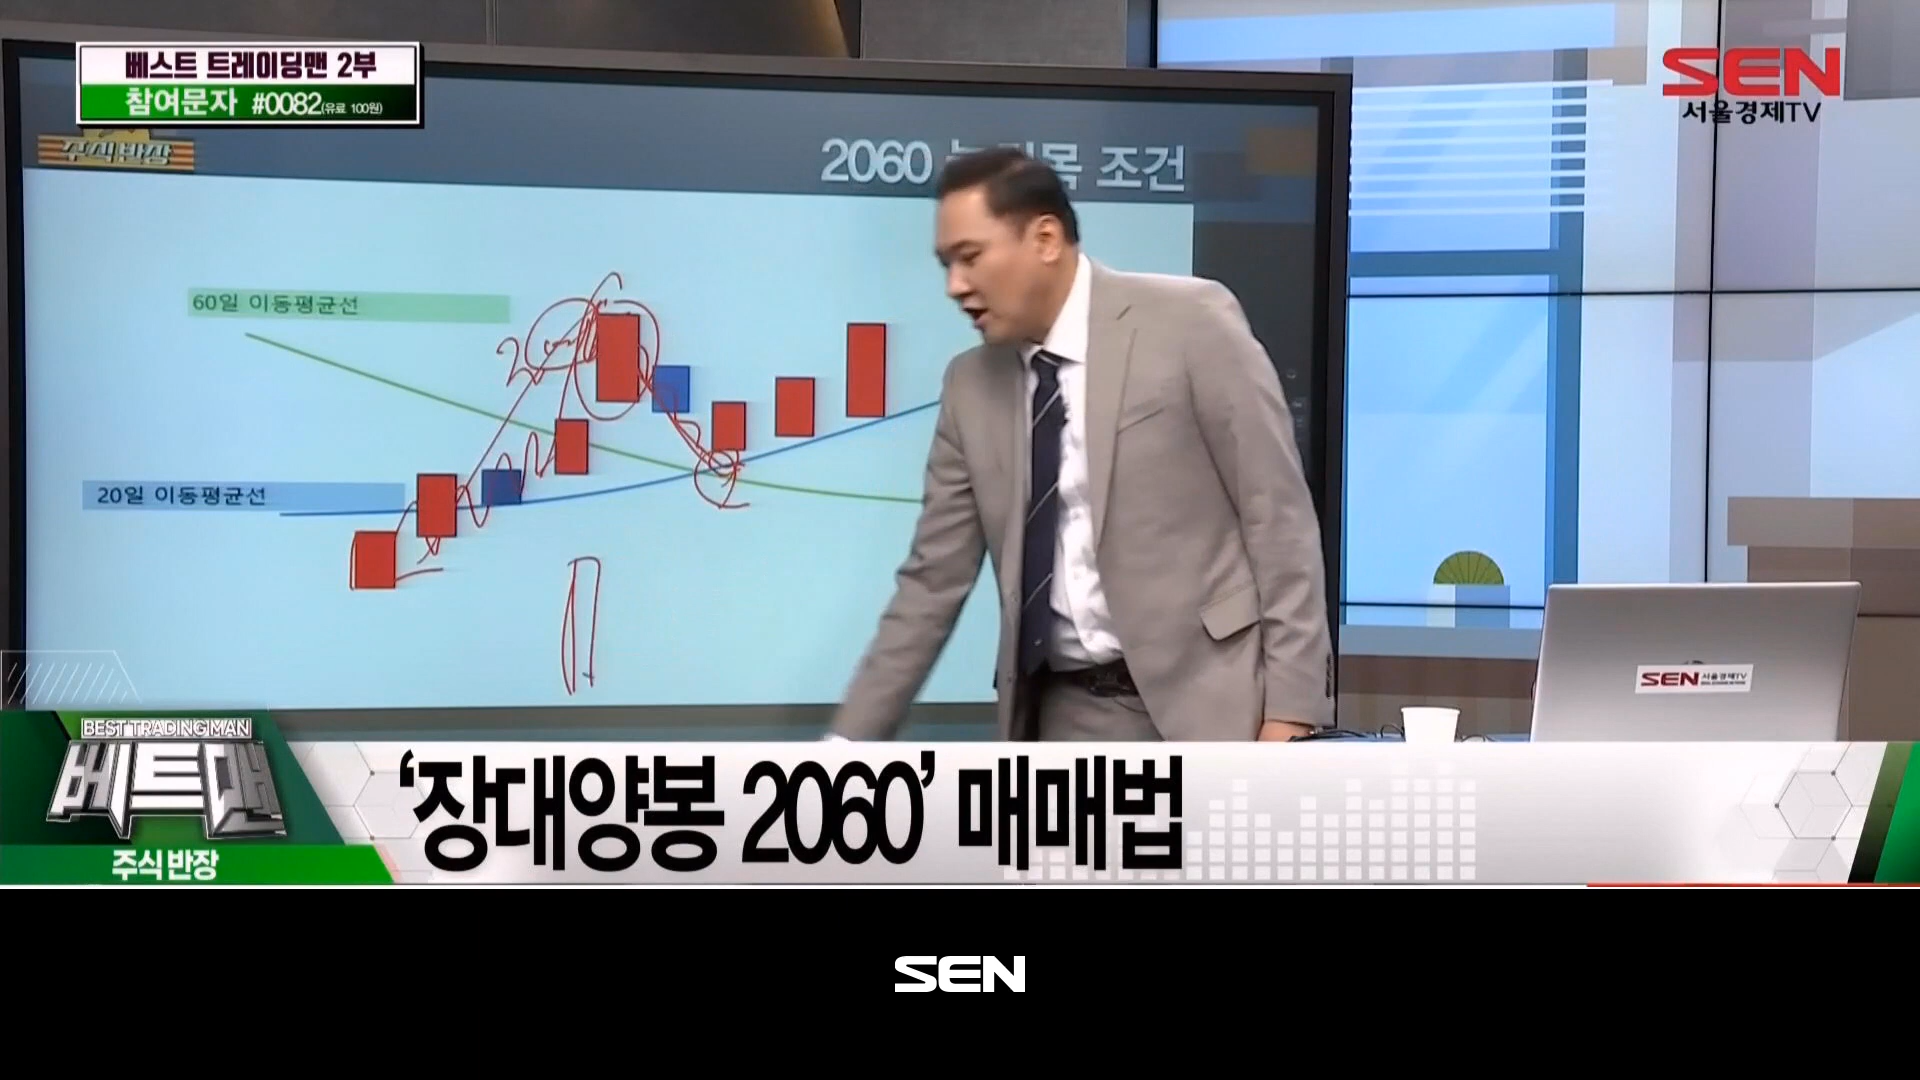 베스트 트레이딩맨 2부
참여문자 #0082(유료 100원)
SEN
서울경제TV
주식반장
2060 조건
60일 이동평균선
20일 이동평균선
SEN 서울경제TV
BEST TRADING MAN
베트맨
'장대양봉 2060' 매매법
주식반장
SEN